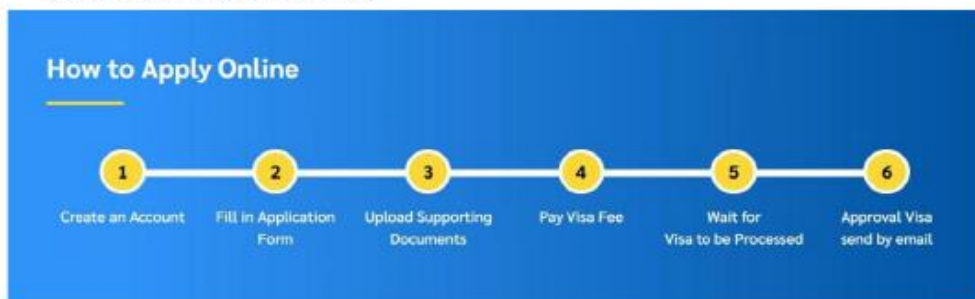 How to Apply Online
1
2
3
4
5
6
Create an Account
Fill in Application
Form
Upload Supporting
Documents
Pay Visa Fee
Wait for
Visa to be Processed
Approval Visa
send by email